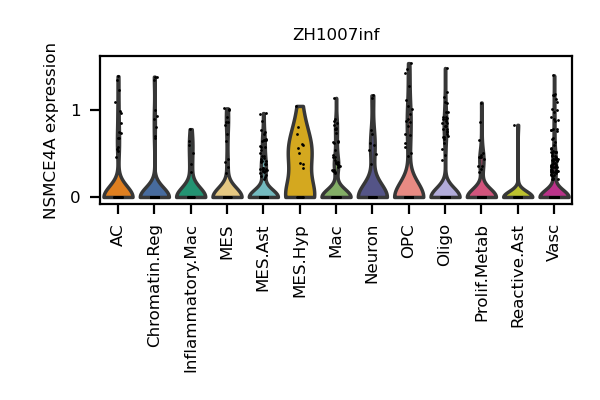 ZH1007inf
NSMCE4A expression
1
0
AC
Chromatin.Reg
Inflammatory.Mac
MES
MES.Ast
MES.Hyp
Mac
Neuron
OPC
Oligo
Prolif.Metab
Reactive.Ast
Vasc